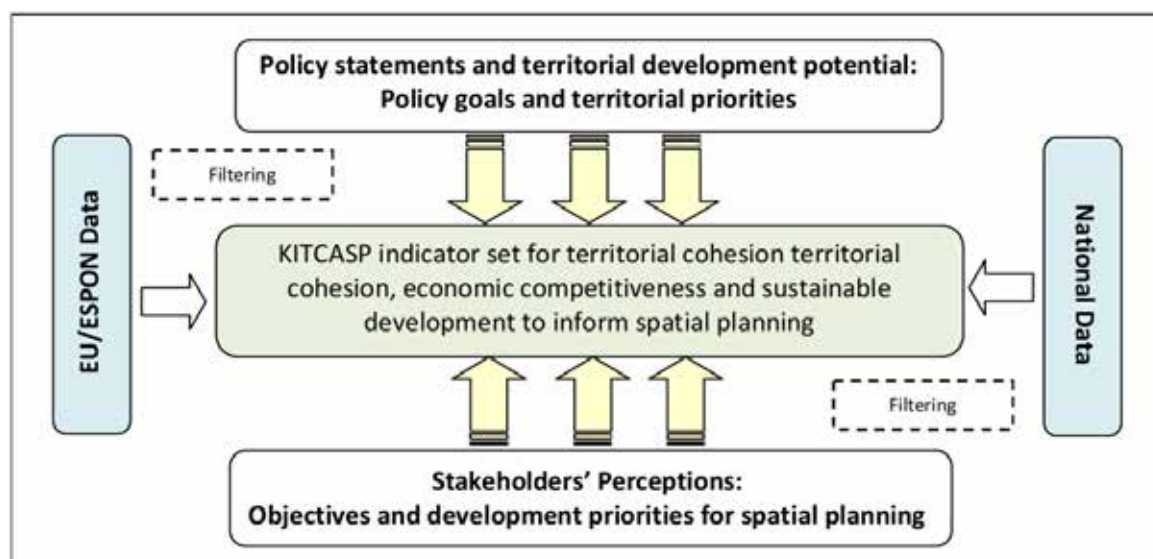 Policy statements and territorial development potential:
Policy goals and territorial priorities
Filtering
EU/ESPON Data
KITCASP indicator set for territorial cohesion territorial
cohesion, economic competitiveness and sustainable
development to inform spatial planning
National Data
Filtering
Stakeholders’ Perceptions:
Objectives and development priorities for spatial planning